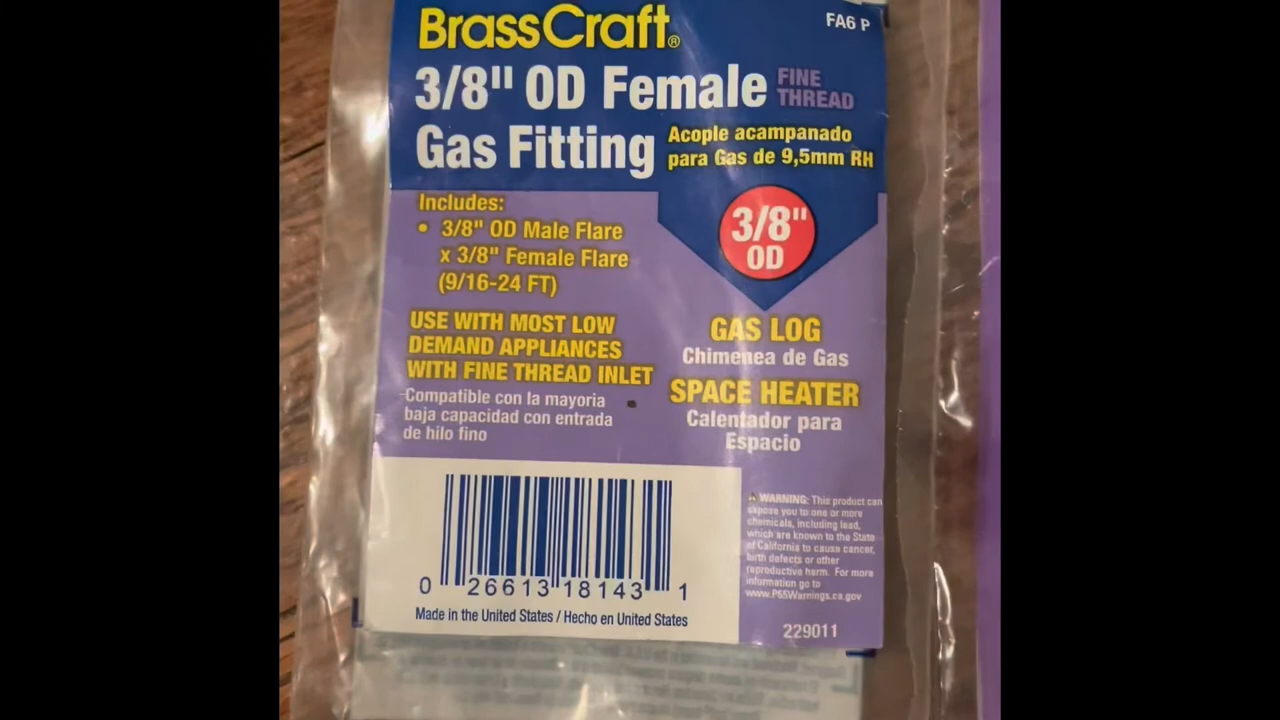 BrassCraft®
FA6 P
3/8" OD Female
FINE
THREAD
Gas Fitting
Acople acampanado
para Gas de 9,5mm RH
Includes:
• 3/8" OD Male Flare
x 3/8" Female Flare
(9/16-24 FT)
3/8"
OD
USE WITH MOST LOW
DEMAND APPLIANCES
WITH FINE THREAD INLET
Compatible con la mayoria
baja capacidad con entrada
de hilo fino
GAS LOG
Chimenea de Gas
SPACE HEATER
Calentador para
Espacio
0 26613 18143 1
Made in the United States / Hecho en United States
⚠ WARNING: This product can
expose you to one or more
chemicals, including lead,
which are known to the State
of California to cause cancer,
birth defects or other
reproductive harm. For more
information go to
www.P65Warnings.ca.gov
229011